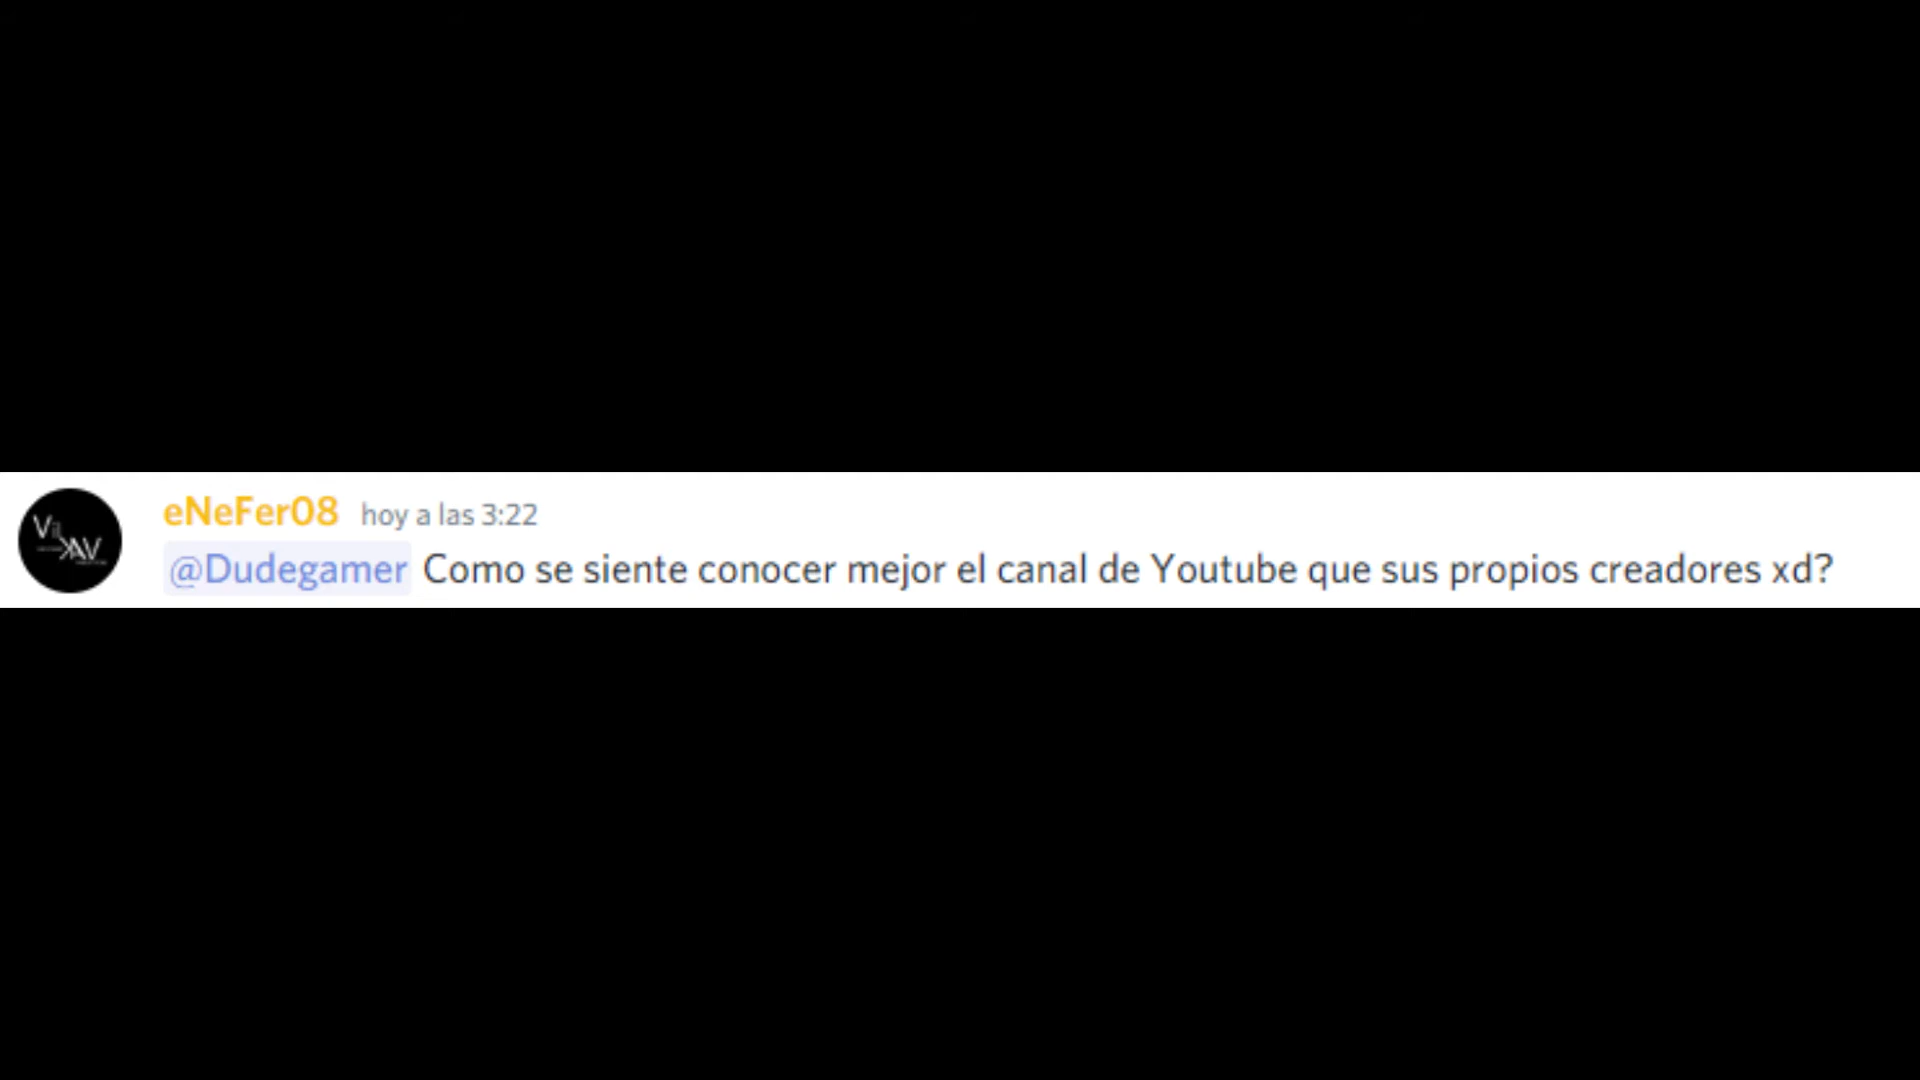 eNeFer08 hoy a las 3:22
@Dudegamer Como se siente conocer mejor el canal de Youtube que sus propios creadores xd?